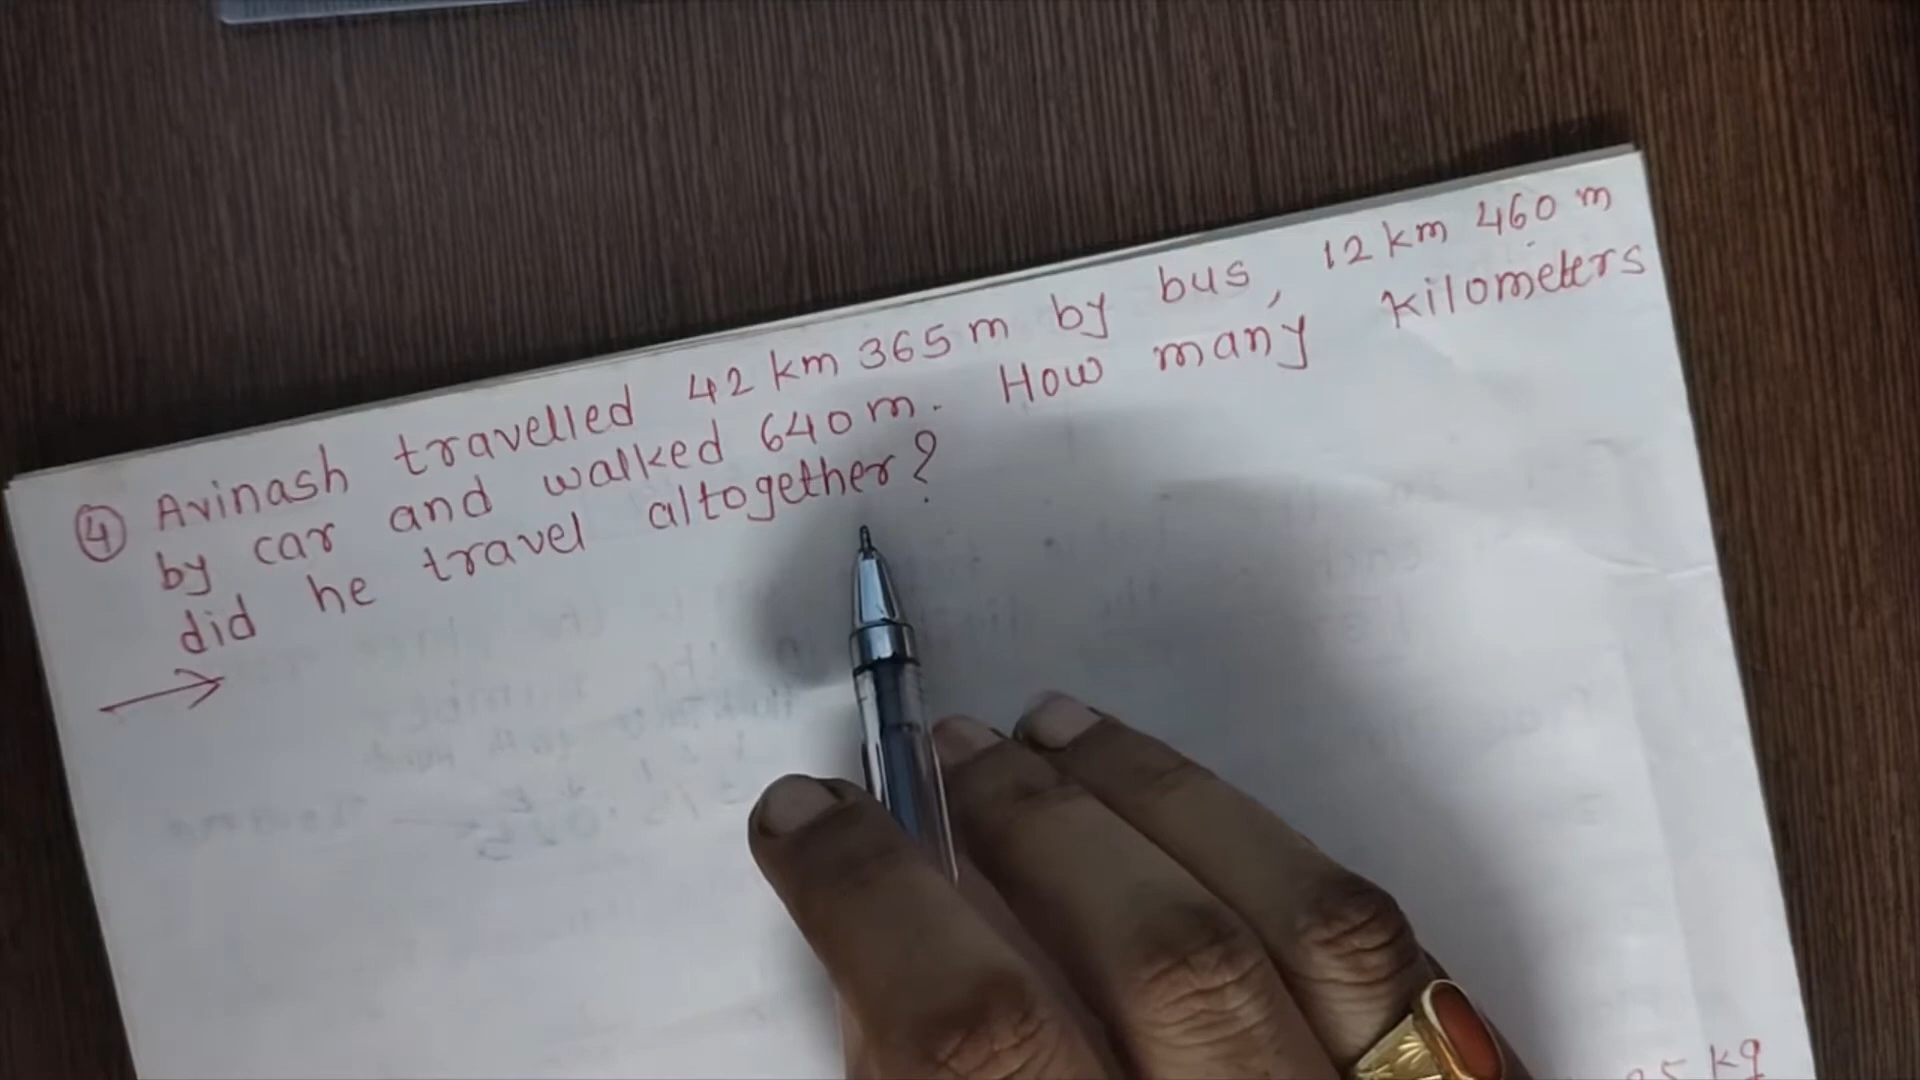 ④ Avinash travelled 42 km 365 m by bus, 12 km 460 m
by car and walked 640 m. How many kilometers
did he travel altogether?
kg